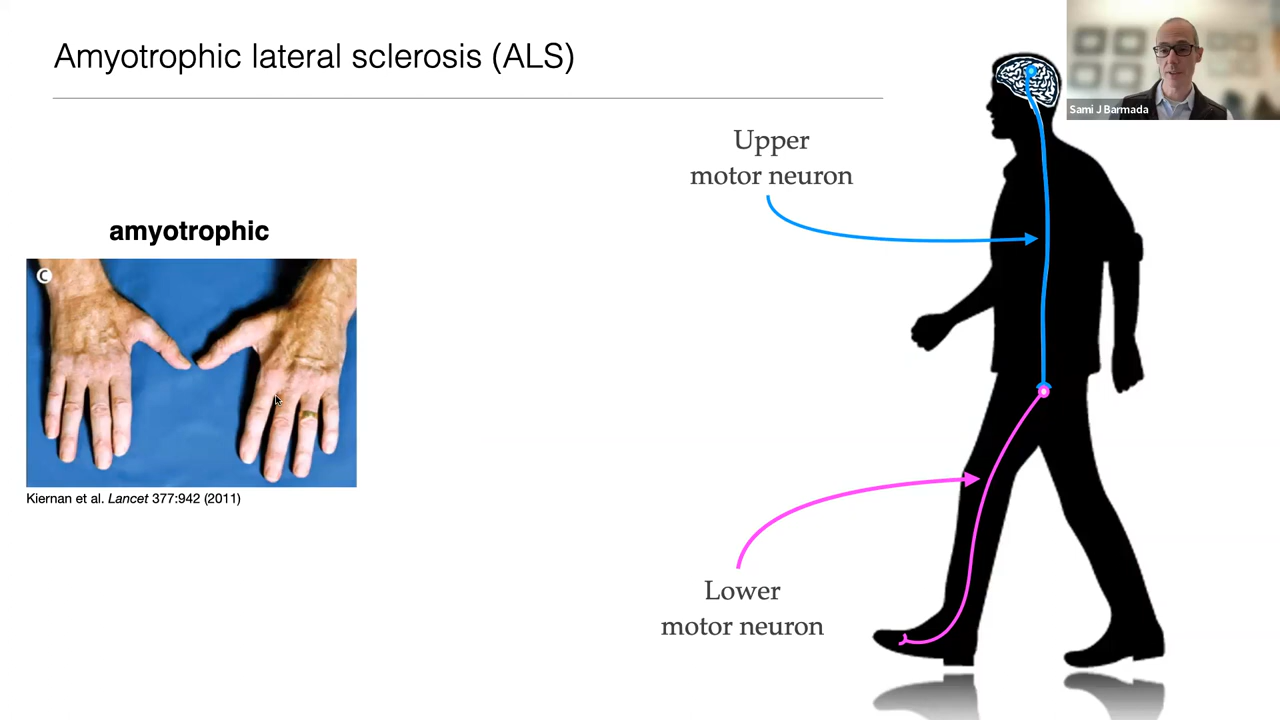 Amyotrophic lateral sclerosis (ALS)
Sami J Barmada
Upper
motor neuron
amyotrophic
C
Kiernan et al. Lancet 377:942 (2011)
Lower
motor neuron